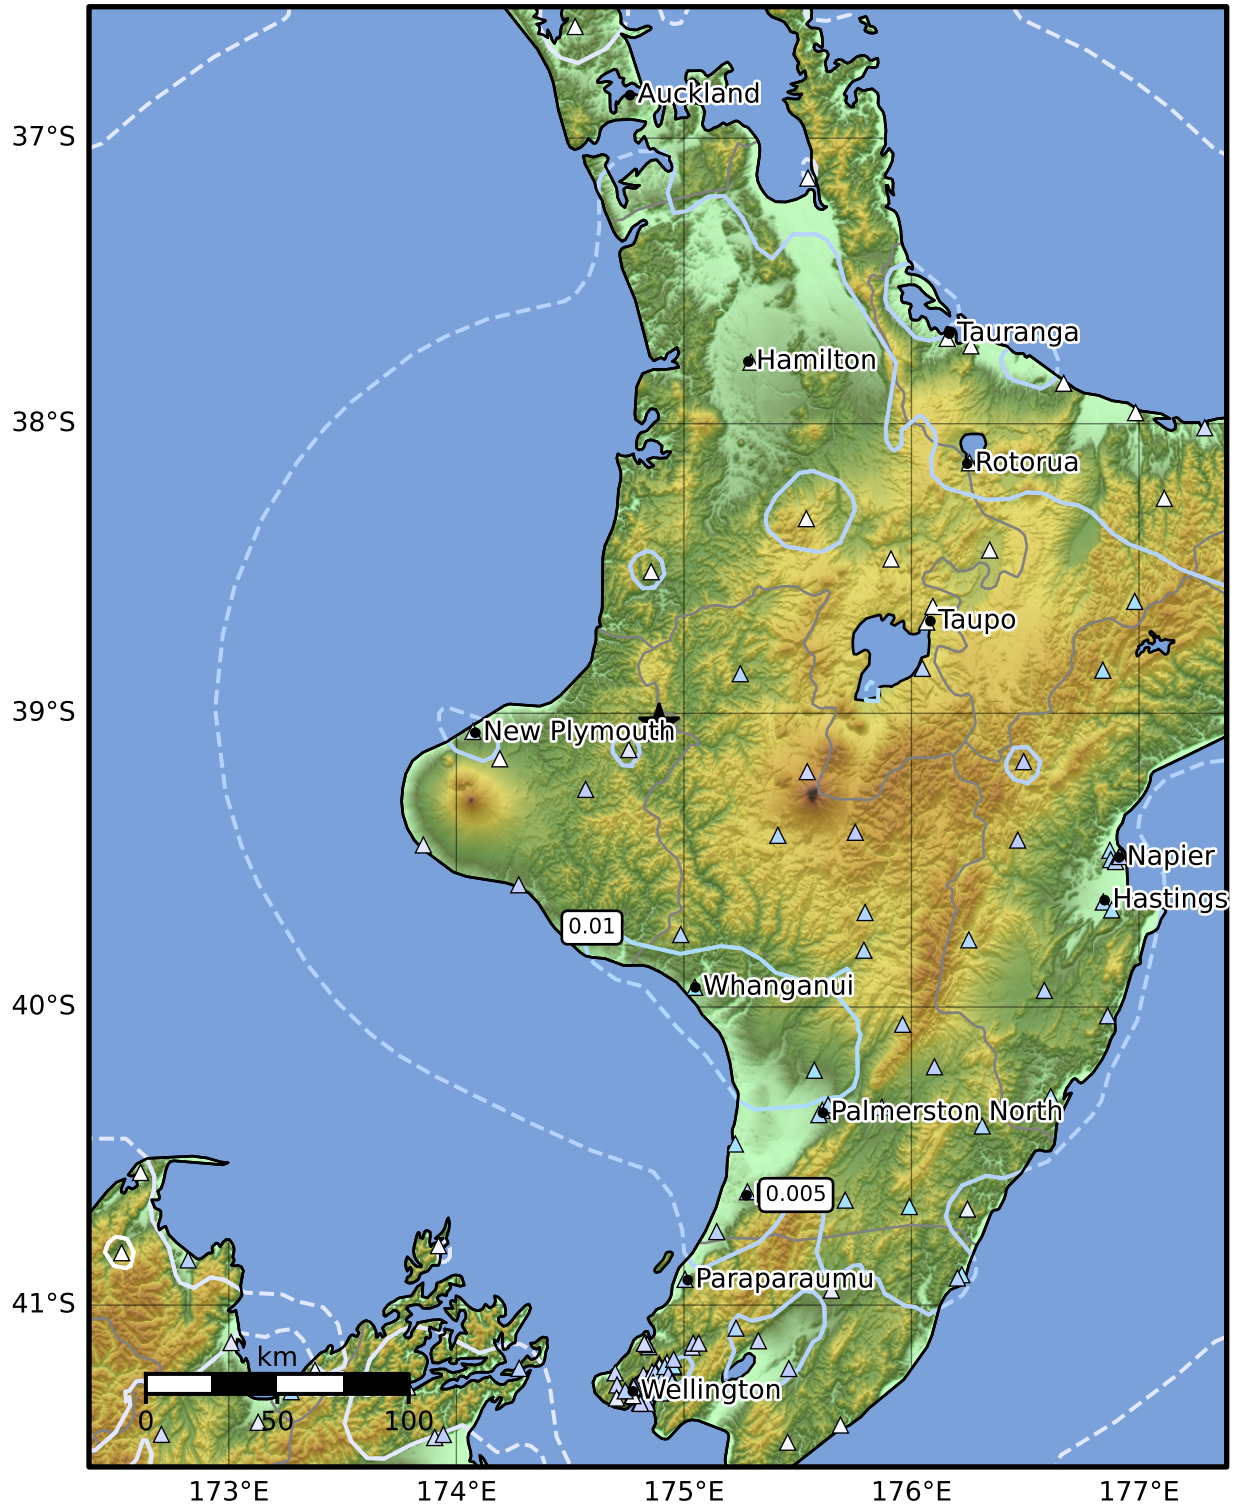 Auckland
37°S
Tauranga
Hamilton
38°S
Rotorua
Taupo
39°S
New Plymouth
Napier
Hastings
0.01
Whanganui
40°S
Palmerston North
0.005
Paraparaumu
41°S
km
Wellington
0 50 100
173°E 174°E 175°E 176°E 177°E